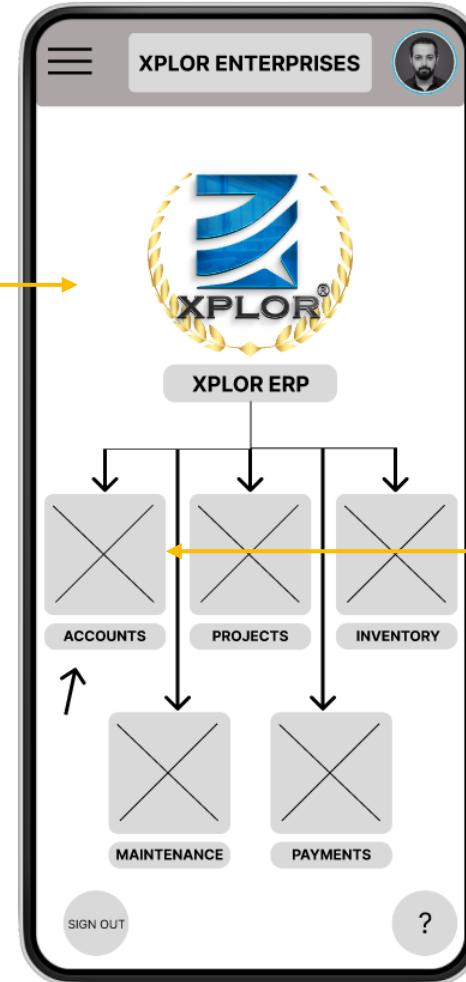 XPLOR ENTERPRISES
XPLOR®
XPLOR ERP
ACCOUNTS
PROJECTS
INVENTORY
MAINTENANCE
PAYMENTS
SIGN OUT
?